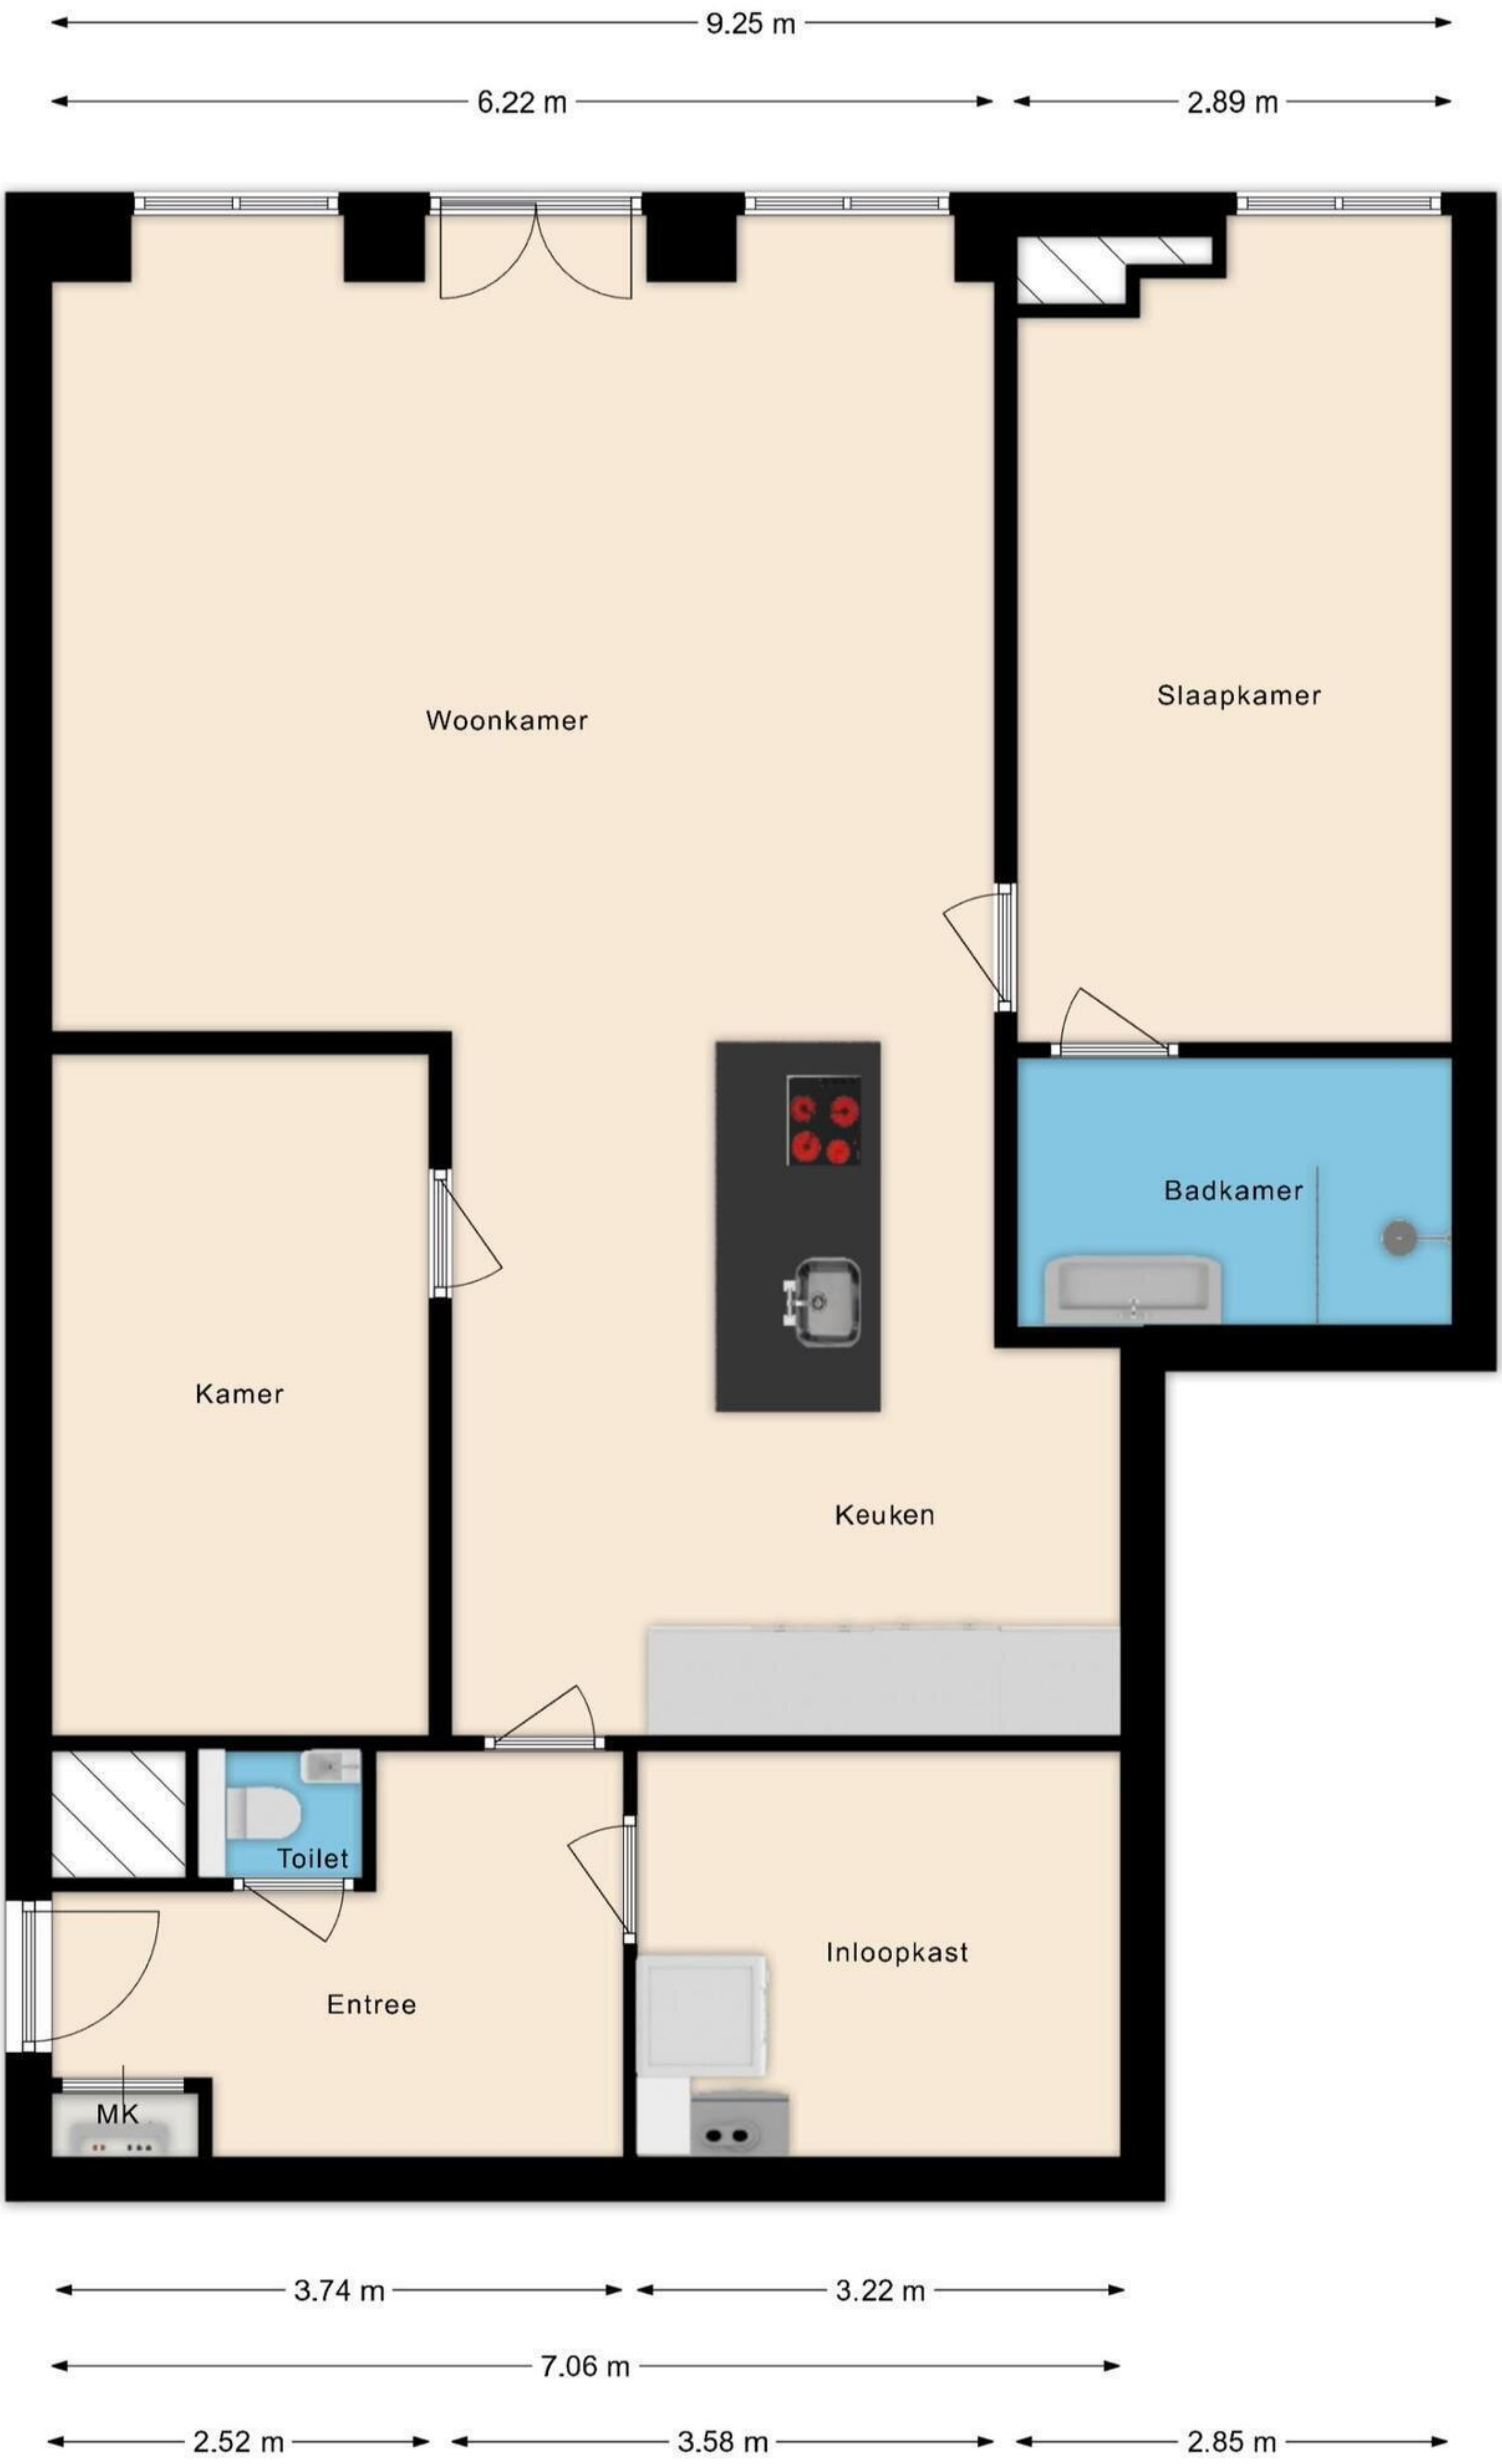 9.25 m
6.22 m
2.89 m
Slaapkamer
Woonkamer
Badkamer
Kamer
Keuken
Toilet
Inloopkast
Entree
MK
3.74 m
3.22 m
7.06 m
2.52 m
3.58 m
2.85 m